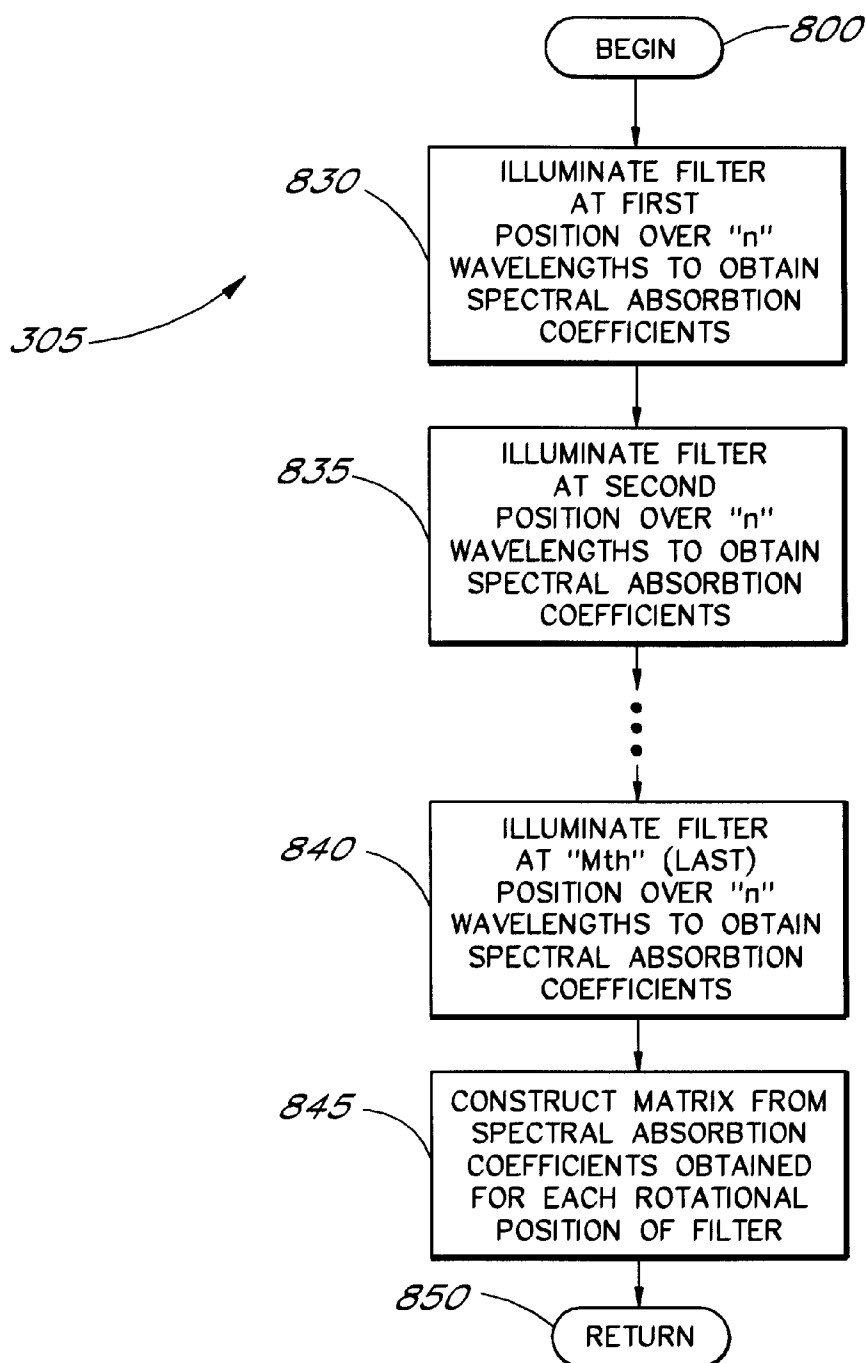 BEGIN
800
830
ILLUMINATE FILTER
AT FIRST
POSITION OVER "n"
WAVELENGTHS TO OBTAIN
SPECTRAL ABSORBTION
COEFFICIENTS
305
835
ILLUMINATE FILTER
AT SECOND
POSITION OVER "n"
WAVELENGTHS TO OBTAIN
SPECTRAL ABSORBTION
COEFFICIENTS
840
ILLUMINATE FILTER
AT "Mth" (LAST)
POSITION OVER "n"
WAVELENGTHS TO OBTAIN
SPECTRAL ABSORBTION
COEFFICIENTS
845
CONSTRUCT MATRIX FROM
SPECTRAL ABSORBTION
COEFFICIENTS OBTAINED
FOR EACH ROTATIONAL
POSITION OF FILTER
850
RETURN